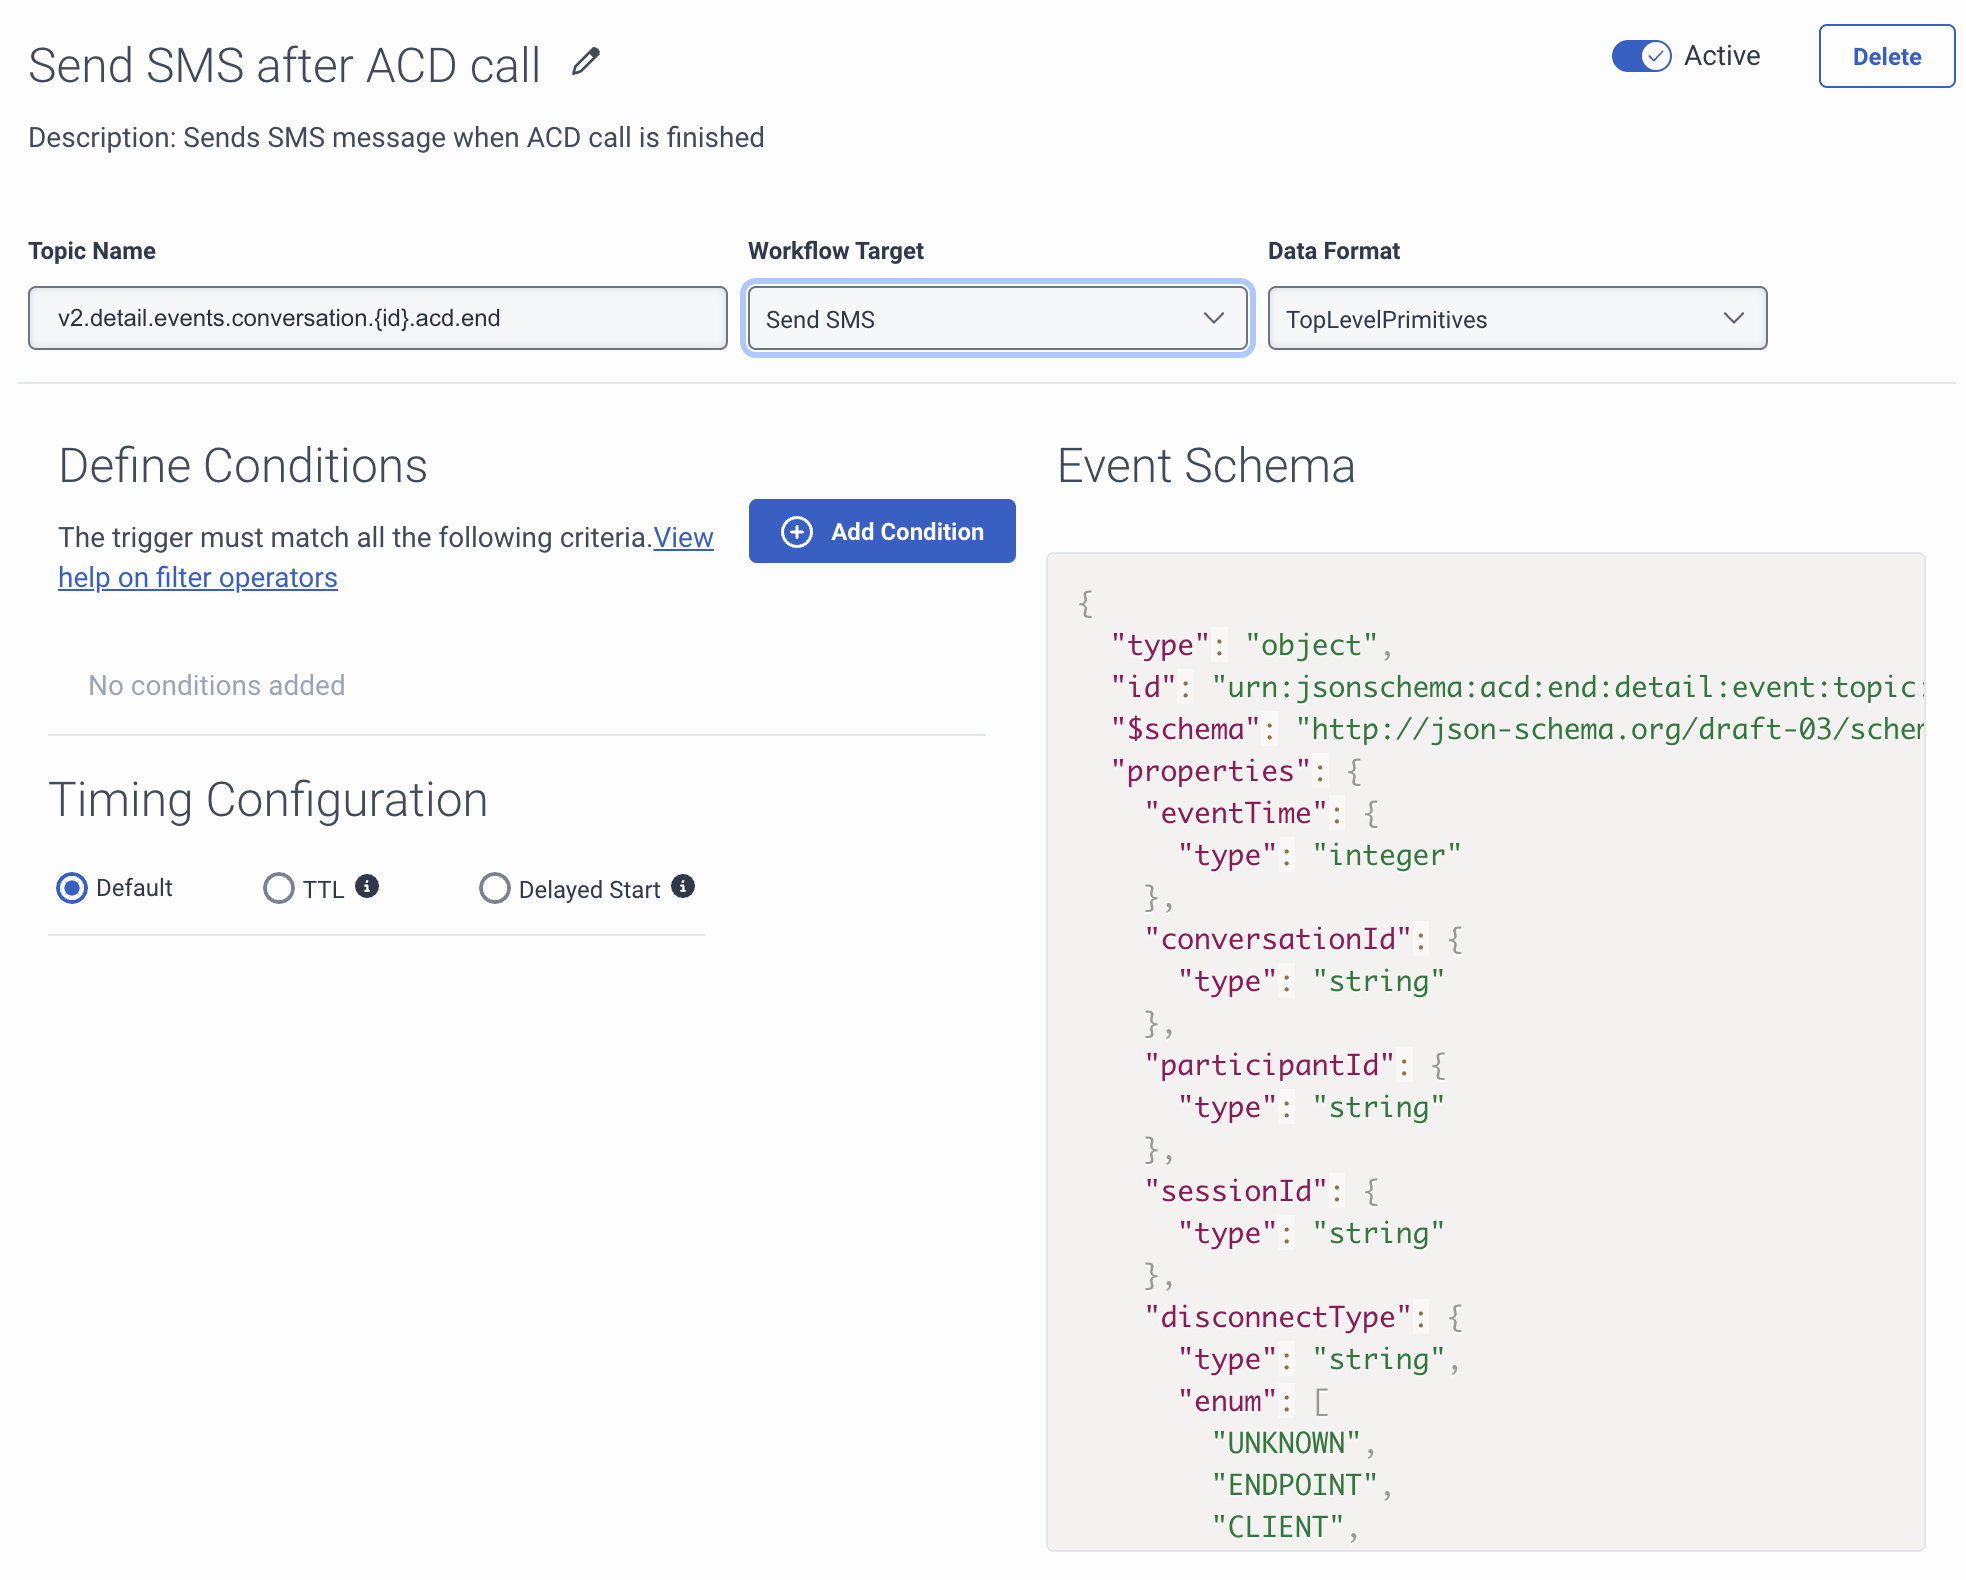 Send SMS after ACD call
Active
Delete
Description: Sends SMS message when ACD call is finished
Topic Name
Workflow Target
Data Format
v2.detail.events.conversation.{id}.acd.end
Send SMS
TopLevelPrimitives
Define Conditions
The trigger must match all the following criteria.View
help on filter operators
Add Condition
No conditions added
Timing Configuration
Default
TTL
Delayed Start
Event Schema
{
"type": "object",
"id": "urn:jsonschema:acd:end:detail:event:topic:
"$schema": "http://json-schema.org/draft-03/schem
"properties": {
"eventTime": {
"type": "integer"
},
"conversationId": {
"type": "string"
},
"participantId": {
"type": "string"
},
"sessionId": {
"type": "string"
},
"disconnectType": {
"type": "string",
"enum": [
"UNKNOWN",
"ENDPOINT",
"CLIENT",